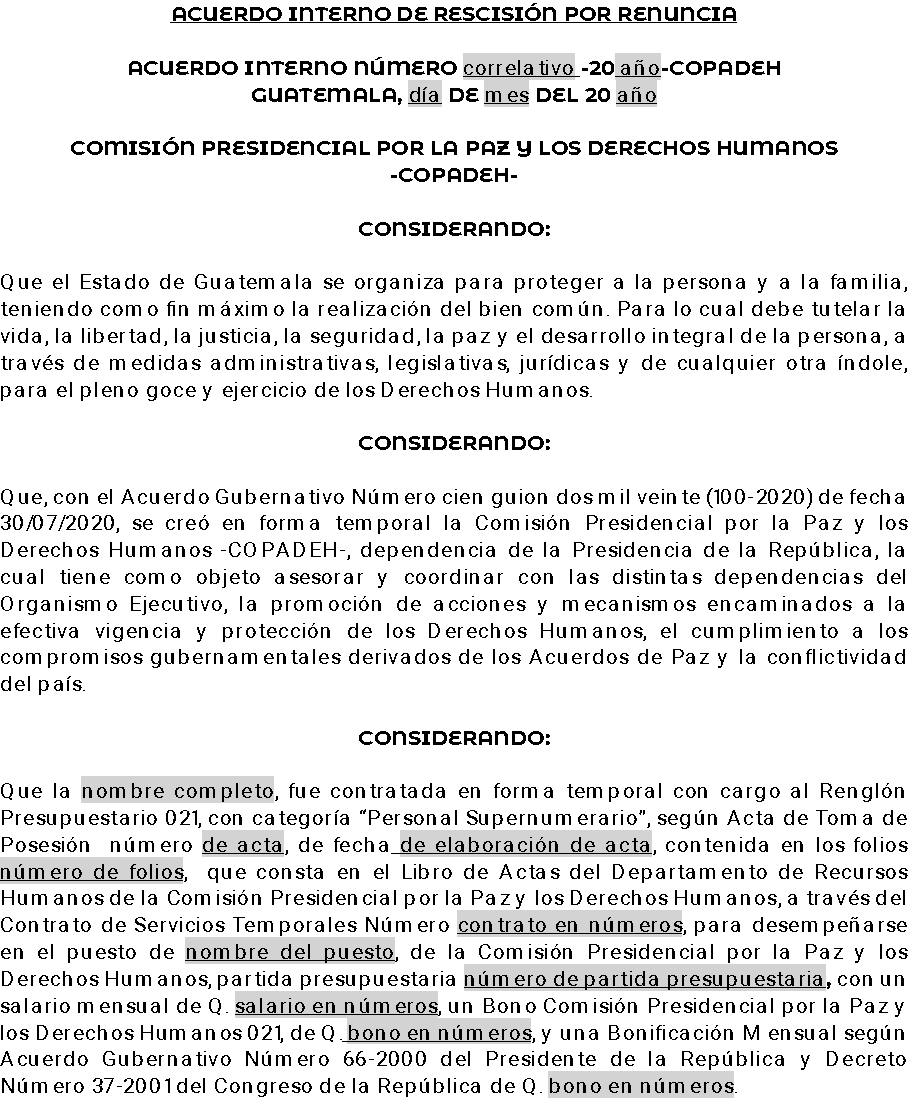 ACUERDO INTERNO DE RESCISIÓN POR RENUNCIA
ACUERDO INTERNO NÚMERO correlativo -20 año-COPADEH
GUATEMALA, día DE mes DEL 20 año
COMISIÓN PRESIDENCIAL POR LA PAZ Y LOS DERECHOS HUMANOS
-COPADEH-
CONSIDERANDO:
Que el Estado de Guatemala se organiza para proteger a la persona y a la familia,
teniendo como fin máximo la realización del bien común. Para lo cual debe tutelar la
vida, la libertad, la justicia, la seguridad, la paz y el desarrollo integral de la persona, a
través de medidas administrativas, legislativas, jurídicas y de cualquier otra índole,
para el pleno goce y ejercicio de los Derechos Humanos.
CONSIDERANDO:
Que, con el Acuerdo Gubernativo Número cien guion dos mil veinte (100-2020) de fecha
30/07/2020, se creó en forma temporal la Comisión Presidencial por la Paz y los
Derechos Humanos -COPADEH-, dependencia de la Presidencia de la República, la
cual tiene como objeto asesorar y coordinar con las distintas dependencias del
Organismo Ejecutivo, la promoción de acciones y mecanismos encaminados a la
efectiva vigencia y protección de los Derechos Humanos, el cumplimiento a los
compromisos gubernamentales derivados de los Acuerdos de Paz y la conflictividad
del país.
CONSIDERANDO:
Que la nombre completo, fue contratada en forma temporal con cargo al Renglón
Presupuestario 021, con categoría “Personal Supernumerario”, según Acta de Toma de
Posesión número de acta, de fecha de elaboración de acta, contenida en los folios
número de folios, que consta en el Libro de Actas del Departamento de Recursos
Humanos de la Comisión Presidencial por la Paz y los Derechos Humanos, a través del
Contrato de Servicios Temporales Número contrato en números, para desempeñarse
en el puesto de nombre del puesto, de la Comisión Presidencial por la Paz y los
Derechos Humanos, partida presupuestaria número de partida presupuestaria, con un
salario mensual de Q. salario en números, un Bono Comisión Presidencial por la Paz y
los Derechos Humanos 021, de Q. bono en números, y una Bonificación Mensual según
Acuerdo Gubernativo Número 66-2000 del Presidente de la República y Decreto
Número 37-2001 del Congreso de la República de Q. bono en números.